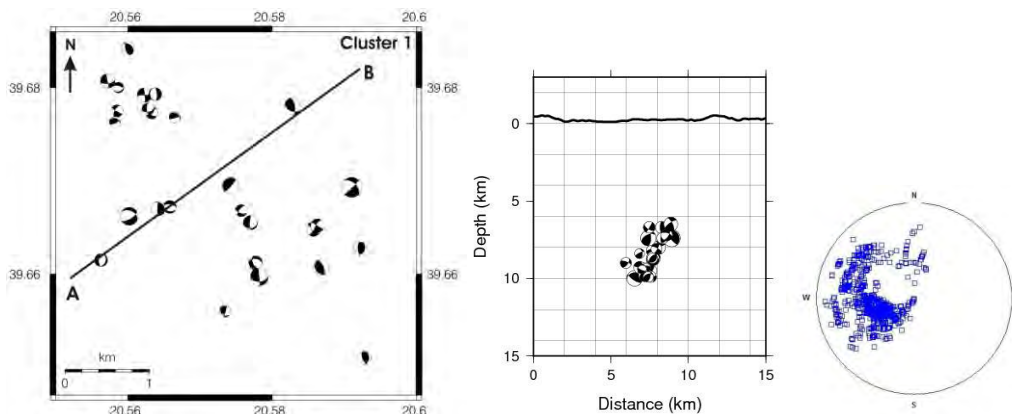 20.56 20.58 20.6
Cluster 1
N
B
39.68 39.68
39.66 39.66
A
km
0 1
20.56 20.58 20.6
0
5
10
15
Depth (km)
0 5 10 15
Distance (km)
N
W
S